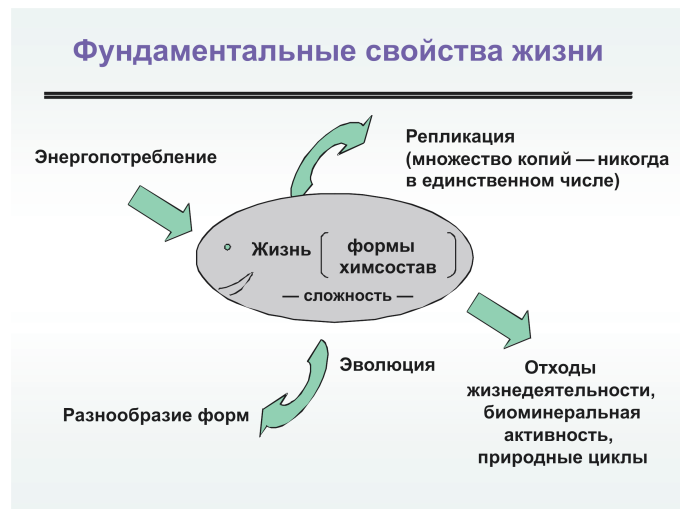 Фундаментальные свойства жизни
Энергопотребление
Репликация
(множество копий — никогда
в единственном числе)
Жизнь
формы
химсостав
— сложность —
Эволюция
Разнообразие форм
Отходы
жизнедеятельности,
биоминеральная
активность,
природные циклы